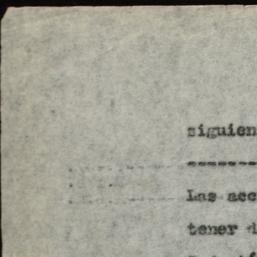 siguien
--------
Las acc
tener d